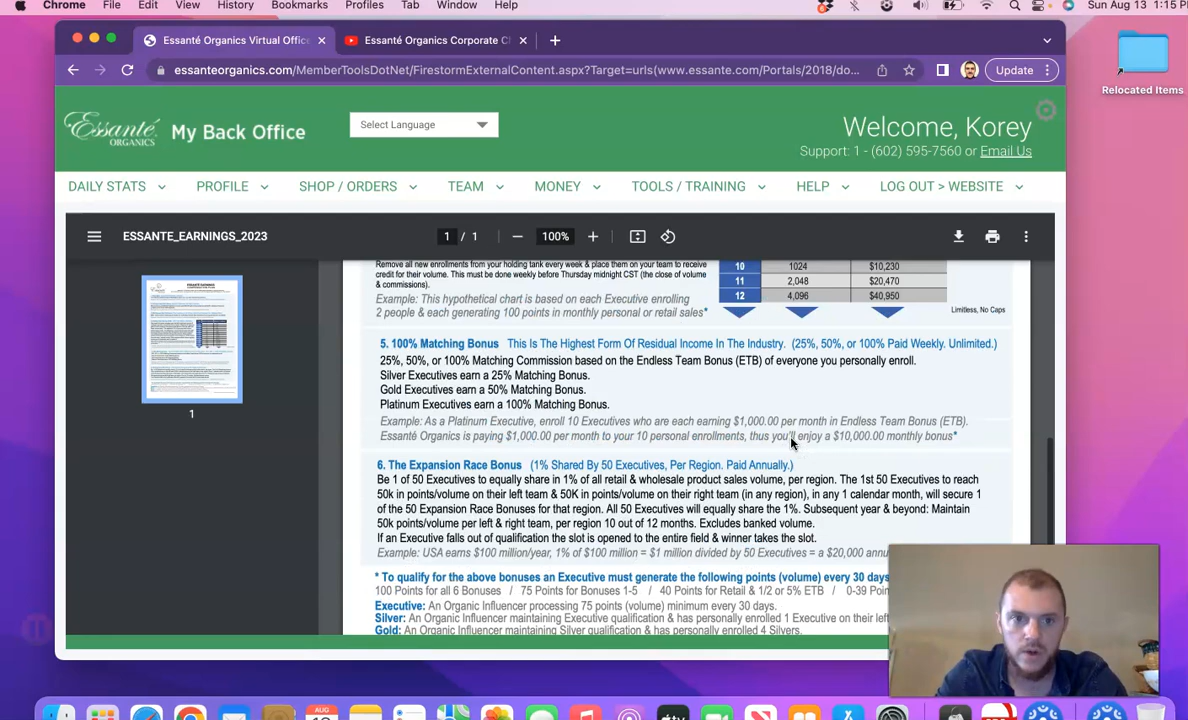 Chrome File Edit View History Bookmarks Profiles Tab Window Help Sun Aug 13 1:15 P
Essanté Organics Virtual Offic Essanté Organics Corporate C
essanteorganics.com/MemberToolsDotNet/FirestormExternalContent.aspx?Target=urls(www.essante.com/Portals/2018/do... Update
Relocated Items
Essanté ORGANICS My Back Office
Select Language
Welcome, Korey
Support: 1 - (602) 595-7560 or Email Us
DAILY STATS PROFILE SHOP / ORDERS TEAM MONEY TOOLS / TRAINING HELP LOG OUT > WEBSITE
ESSANTE_EARNINGS_2023 1 / 1 100%
1
Remove all new enrollments from your holding tank every week & place them on your team to receive
credit for their volume. This must be done weekly before Thursday midnight CST (the close of volume
& commissions).
Example: This hypothetical chart is based on each Executive enrolling
2 people & each generating 100 points in monthly personal or retail sales*
10 1024 $10,230
11 2,048 $20,470
12 4,096 $40,950
Limitless, No Caps
5. 100% Matching Bonus This Is The Highest Form Of Residual Income In The Industry. (25%, 50%, or 100% Paid Weekly. Unlimited.)
25%, 50%, or 100% Matching Commission based on the Endless Team Bonus (ETB) of everyone you personally enroll.
Silver Executives earn a 25% Matching Bonus.
Gold Executives earn a 50% Matching Bonus.
Platinum Executives earn a 100% Matching Bonus.
Example: As a Platinum Executive, enroll 10 Executives who are each earning $1,000.00 per month in Endless Team Bonus (ETB).
Essanté Organics is paying $1,000.00 per month to your 10 personal enrollments, thus you'll enjoy a $10,000.00 monthly bonus*
6. The Expansion Race Bonus (1% Shared By 50 Executives, Per Region. Paid Annually.)
Be 1 of 50 Executives to equally share in 1% of all retail & wholesale product sales volume, per region. The 1st 50 Executives to reach
50k in points/volume on their left team & 50K in points/volume on their right team (in any region), in any 1 calendar month, will secure 1
of the 50 Expansion Race Bonuses for that region. All 50 Executives will equally share the 1%. Subsequent year & beyond: Maintain
50k points/volume per left & right team, per region 10 out of 12 months. Excludes banked volume.
If an Executive falls out of qualification the slot is opened to the entire field & winner takes the slot.
Example: USA earns $100 million/year, 1% of $100 million = $1 million divided by 50 Executives = a $20,000 annu
* To qualify for the above bonuses an Executive must generate the following points (volume) every 30 days
100 Points for all 6 Bonuses / 75 Points for Bonuses 1-5 / 40 Points for Retail & 1/2 or 5% ETB / 0-39 Poin
Executive: An Organic Influencer processing 75 points (volume) minimum every 30 days.
Silver: An Organic Influencer maintaining Executive qualification & has personally enrolled 1 Executive on their left
Gold: An Organic Influencer maintaining Silver qualification & has personally enrolled 4 Silvers.